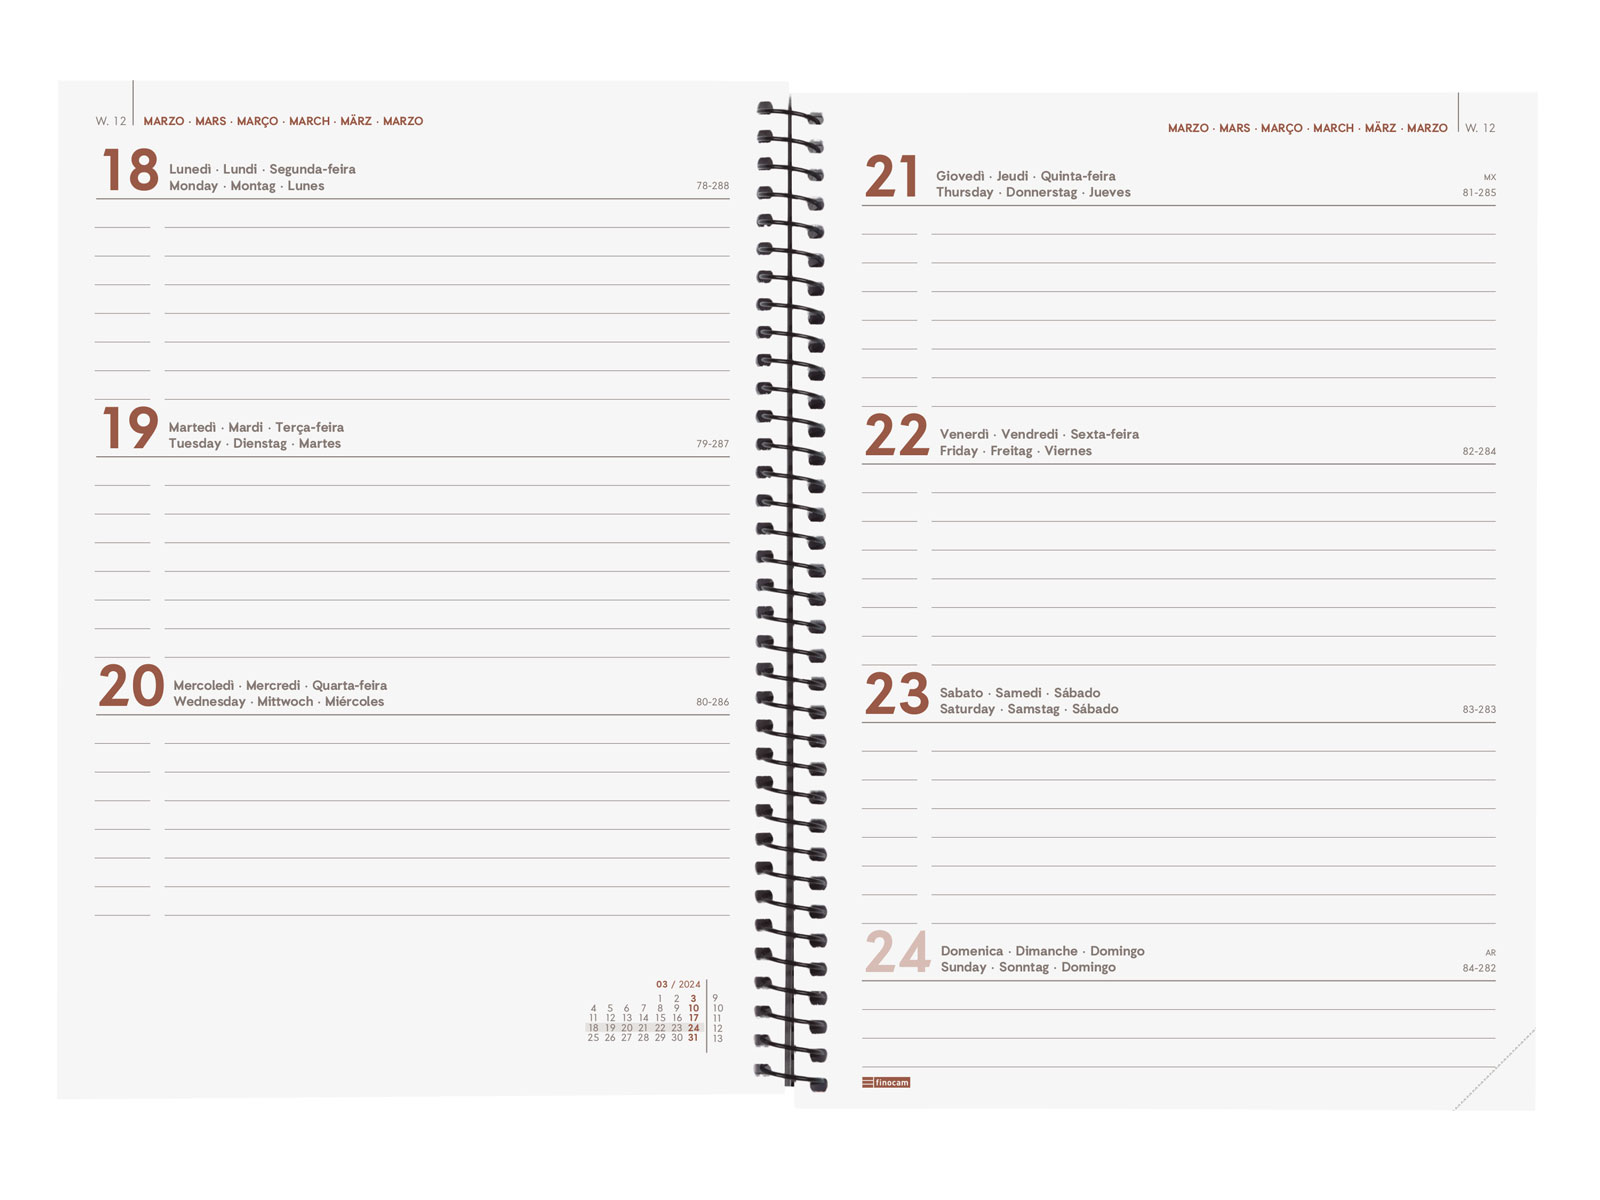 W. 12 MARZO · MARS · MARÇO · MARCH · MÄRZ · MARZO
18 Lunedì · Lundi · Segunda-feira
Monday · Montag · Lunes 78-288
19 Martedì · Mardi · Terça-feira
Tuesday · Dienstag · Martes 79-287
20 Mercoledì · Mercredi · Quarta-feira
Wednesday · Mittwoch · Miércoles 80-286
03 / 2024
1 2 3 9
4 5 6 7 8 9 10 10
11 12 13 14 15 16 17 11
18 19 20 21 22 23 24 12
25 26 27 28 29 30 31 13
MARZO · MARS · MARÇO · MARCH · MÄRZ · MARZO W. 12
21 Giovedì · Jeudi · Quinta-feira MX
Thursday · Donnerstag · Jueves 81-285
22 Venerdì · Vendredi · Sexta-feira
Friday · Freitag · Viernes 82-284
23 Sabato · Samedi · Sábado
Saturday · Samstag · Sábado 83-283
24 Domenica · Dimanche · Domingo AR
Sunday · Sonntag · Domingo 84-282
finocam